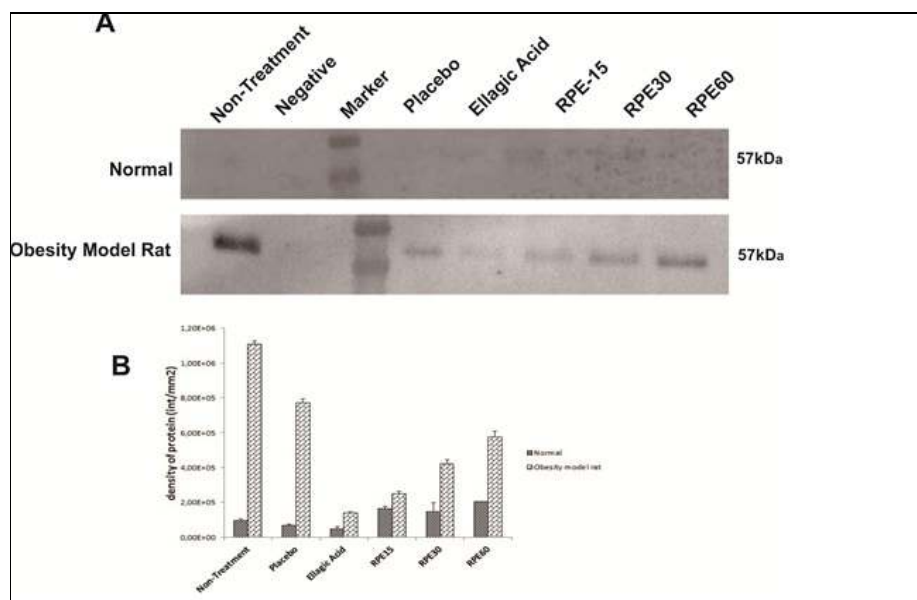 A
Non-Treatment
Negative
Marker
Placebo
Ellagic Acid
RPE-15
RPE30
RPE60
Normal
57kDa
Obesity Model Rat
57kDa
B
density of protein (Int/mm2)
1,20E+06
1,00E+06
8,00E+05
6,00E+05
4,00E+05
2,00E+05
0,00E+00
Non-Treatment
Placebo
Ellagic Acid
RPE15
RPE30
RPE60
Normal
Obesity model rat